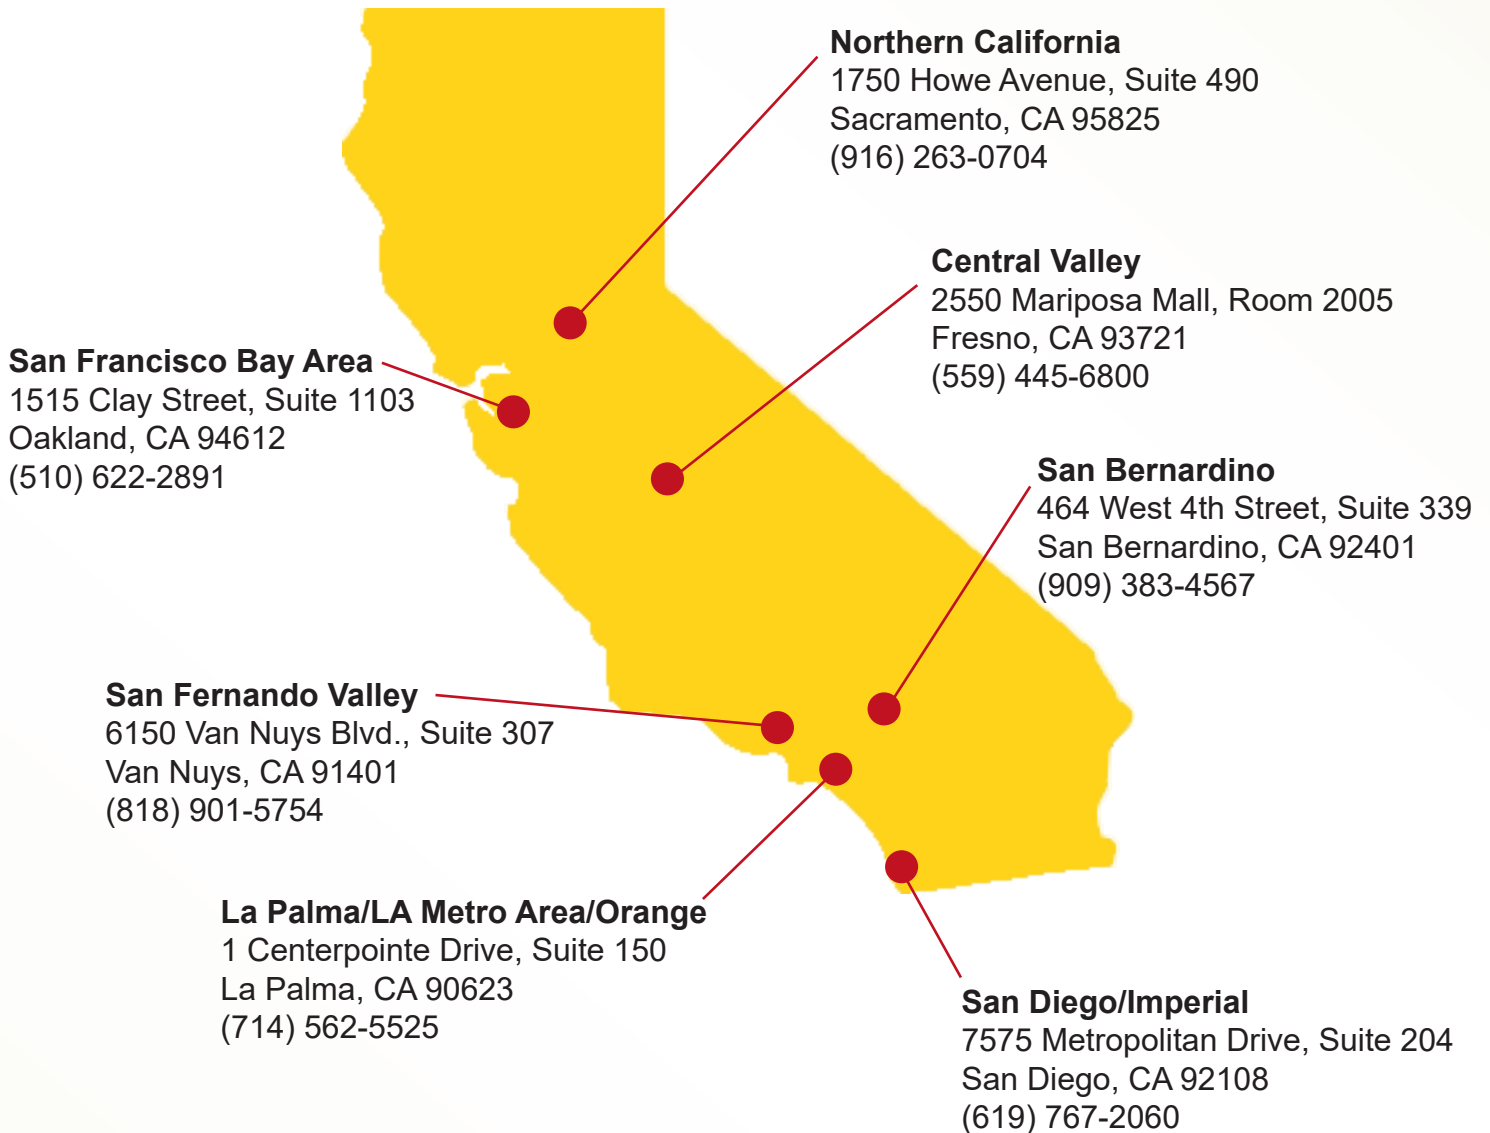 Northern California
1750 Howe Avenue, Suite 490
Sacramento, CA 95825
(916) 263-0704
Central Valley
2550 Mariposa Mall, Room 2005
Fresno, CA 93721
(559) 445-6800
San Francisco Bay Area
1515 Clay Street, Suite 1103
Oakland, CA 94612
(510) 622-2891
San Bernardino
464 West 4th Street, Suite 339
San Bernardino, CA 92401
(909) 383-4567
San Fernando Valley
6150 Van Nuys Blvd., Suite 307
Van Nuys, CA 91401
(818) 901-5754
La Palma/LA Metro Area/Orange
1 Centerpointe Drive, Suite 150
La Palma, CA 90623
(714) 562-5525
San Diego/Imperial
7575 Metropolitan Drive, Suite 204
San Diego, CA 92108
(619) 767-2060